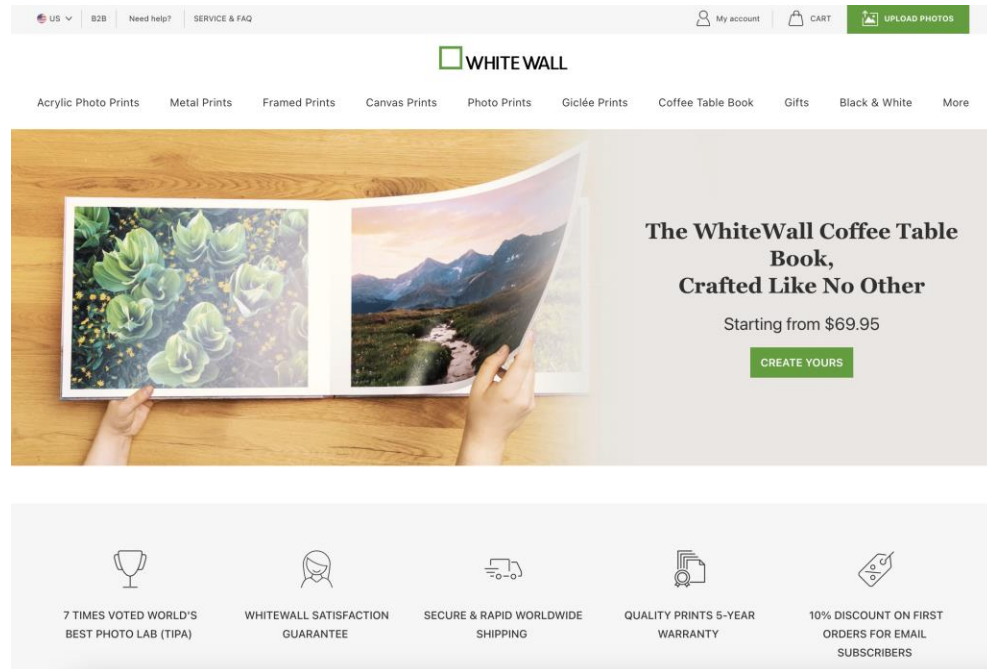 US
B2B
Need help?
SERVICE & FAQ
My account
CART
UPLOAD PHOTOS
WHITE WALL
Acrylic Photo Prints
Metal Prints
Framed Prints
Canvas Prints
Photo Prints
Giclée Prints
Coffee Table Book
Gifts
Black & White
More
The WhiteWall Coffee Table
Book,
Crafted Like No Other
Starting from $69.95
CREATE YOURS
7 TIMES VOTED WORLD'S
BEST PHOTO LAB (TIPA)
WHITEWALL SATISFACTION
GUARANTEE
SECURE & RAPID WORLDWIDE
SHIPPING
QUALITY PRINTS 5-YEAR
WARRANTY
10% DISCOUNT ON FIRST
ORDERS FOR EMAIL
SUBSCRIBERS